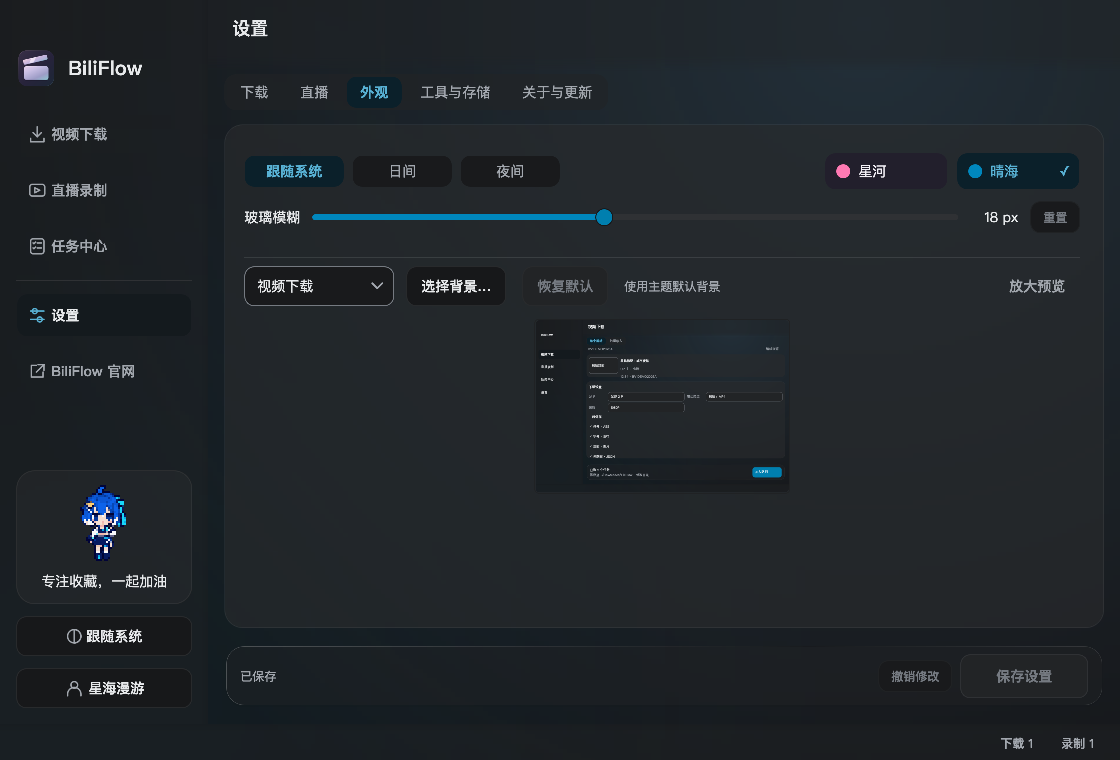 设置
BiliFlow
下载 直播 外观 工具与存储 关于与更新
视频下载
直播录制
任务中心
设置
BiliFlow 官网
专注收藏，一起加油
跟随系统
星海漫游
跟随系统 日间 夜间 星河 晴海
玻璃模糊 18 px 重置
视频下载 选择背景... 恢复默认 使用主题默认背景 放大预览
已保存 撤销修改 保存设置
下载 1 录制 1